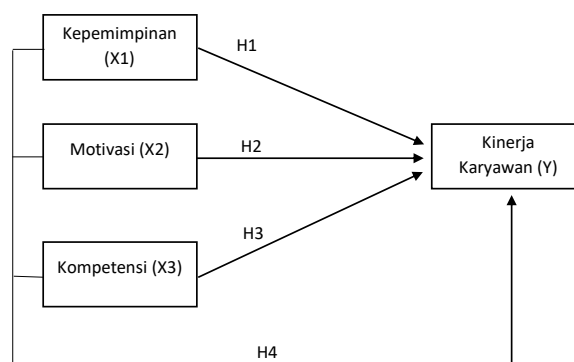 Kepemimpinan
(X1)
H1
Motivasi (X2)
H2
Kinerja
Karyawan (Y)
H3
Kompetensi (X3)
H4